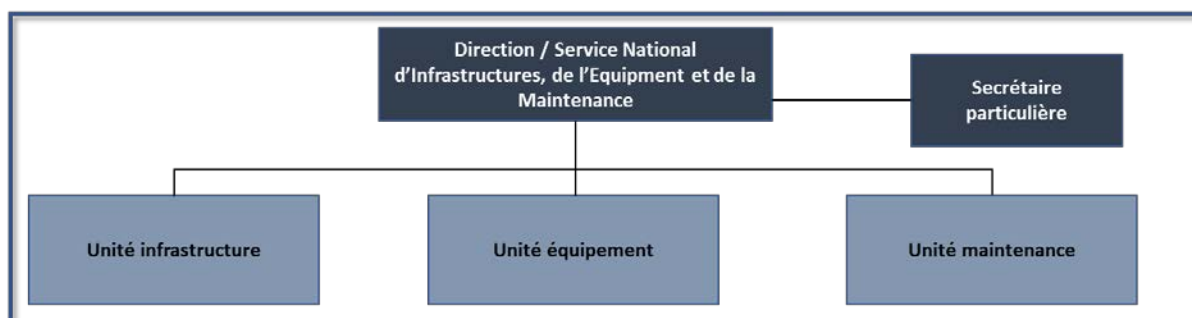 Direction / Service National
d’Infrastructures, de l’Equipment et de la
Maintenance
Secrétaire
particulière
Unité infrastructure
Unité équipement
Unité maintenance